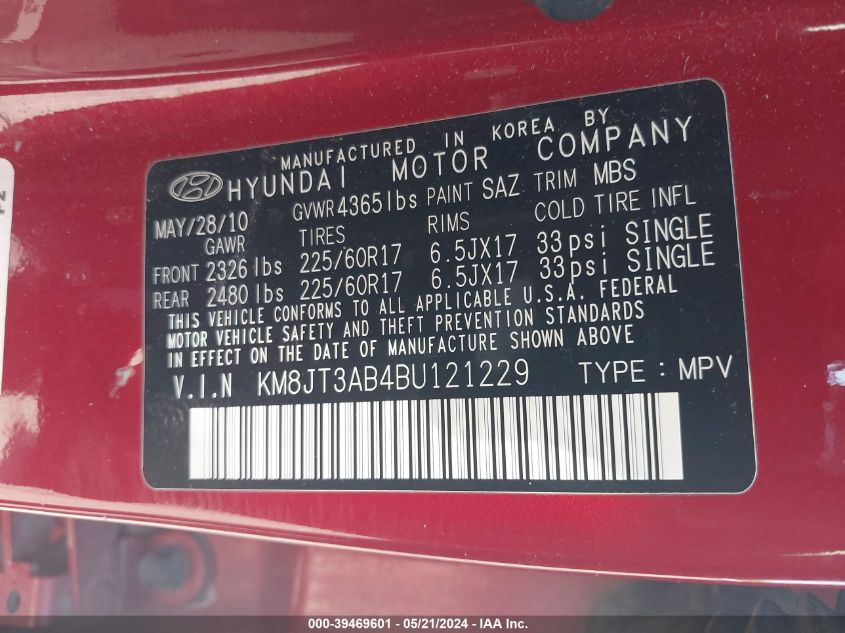 MANUFACTURED IN KOREA BY
HYUNDAI MOTOR COMPANY
MAY/28/10 GVWR 4365lbs PAINT SAZ TRIM MBS
GAWR TIRES RIMS COLD TIRE INFL
FRONT 2326 lbs 225/60R17 6.5JX17 33psi SINGLE
REAR 2480 lbs 225/60R17 6.5JX17 33psi SINGLE
THIS VEHICLE CONFORMS TO ALL APPLICABLE U.S.A. FEDERAL
MOTOR VEHICLE SAFETY AND THEFT PREVENTION STANDARDS
IN EFFECT ON THE DATE OF MANUFACTURE SHOWN ABOVE
V.I.N KM8JT3AB4BU121229 TYPE : MPV
000-39469601 - 05/21/2024 - IAA Inc.